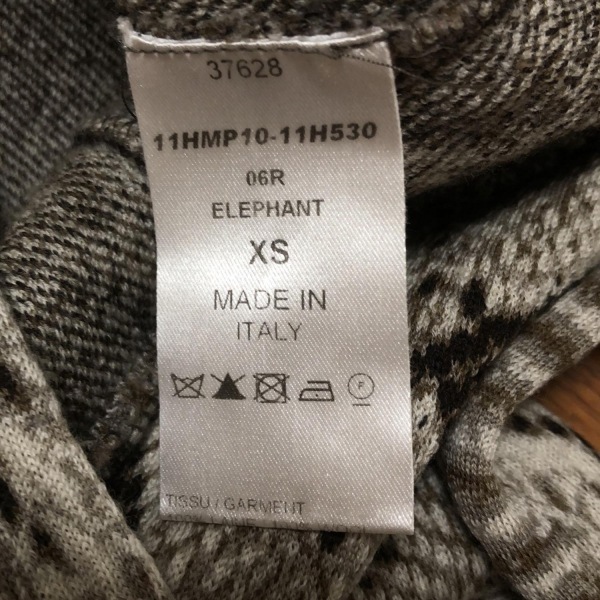 37628
11HMP10-11H530
06R
ELEPHANT
XS
MADE IN
ITALY
P
TISSU / GARMENT